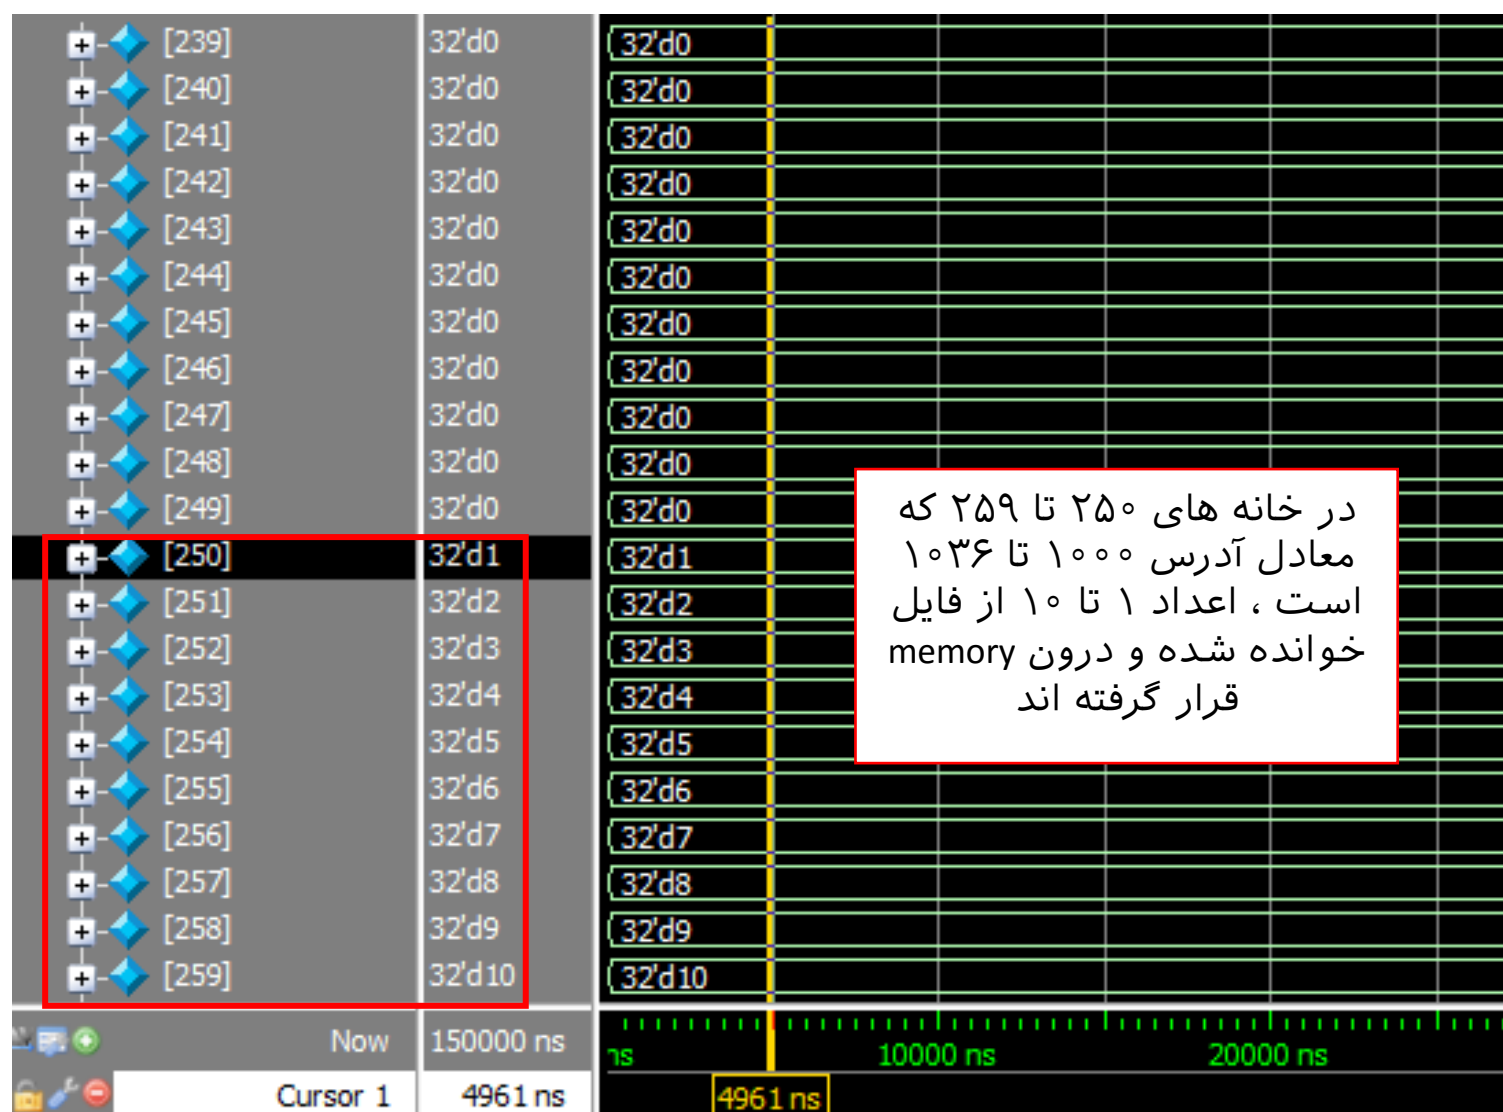 [239] 32'd0 32'd0
[240] 32'd0 32'd0
[241] 32'd0 32'd0
[242] 32'd0 32'd0
[243] 32'd0 32'd0
[244] 32'd0 32'd0
[245] 32'd0 32'd0
[246] 32'd0 32'd0
[247] 32'd0 32'd0
[248] 32'd0 32'd0
[249] 32'd0 32'd0
[250] 32'd1 32'd1
[251] 32'd2 32'd2
[252] 32'd3 32'd3
[253] 32'd4 32'd4
[254] 32'd5 32'd5
[255] 32'd6 32'd6
[256] 32'd7 32'd7
[257] 32'd8 32'd8
[258] 32'd9 32'd9
[259] 32'd10 32'd10
در خانه های ۲۵۰ تا ۲۵۹ که
معادل آدرس ۱۰۰۰ تا ۱۰۳۶
است ، اعداد ۱ تا ۱۰ از فایل
خوانده شده و درون memory
قرار گرفته اند
Now 150000 ns ns 10000 ns 20000 ns
Cursor 1 4961 ns 4961 ns